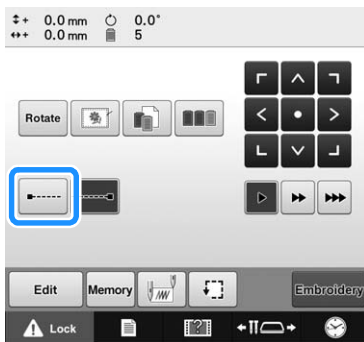 0.0 mm 0.0°
0.0 mm 5
Rotate
Edit Memory Embroidery
Lock